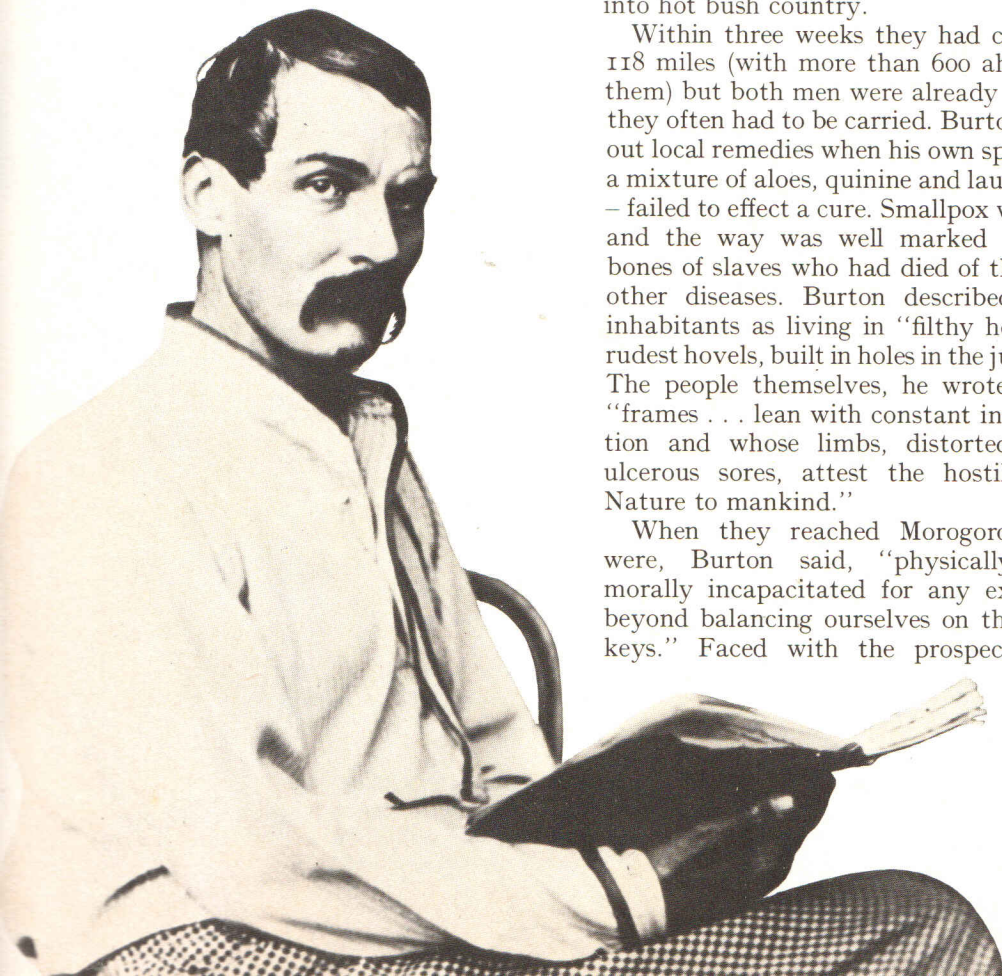 into hot bush country.
Within three weeks they had c
118 miles (with more than 600 ah
them) but both men were already
they often had to be carried. Burto
out local remedies when his own sp
a mixture of aloes, quinine and lau
– failed to effect a cure. Smallpox v
and the way was well marked
bones of slaves who had died of th
other diseases. Burton described
inhabitants as living in “filthy he
rudest hovels, built in holes in the ju
The people themselves, he wrote
“frames . . . lean with constant in
tion and whose limbs, distorted
ulcerous sores, attest the hostil
Nature to mankind.”
When they reached Morogoro
were, Burton said, “physically
morally incapacitated for any ex
beyond balancing ourselves on th
keys.” Faced with the prospec